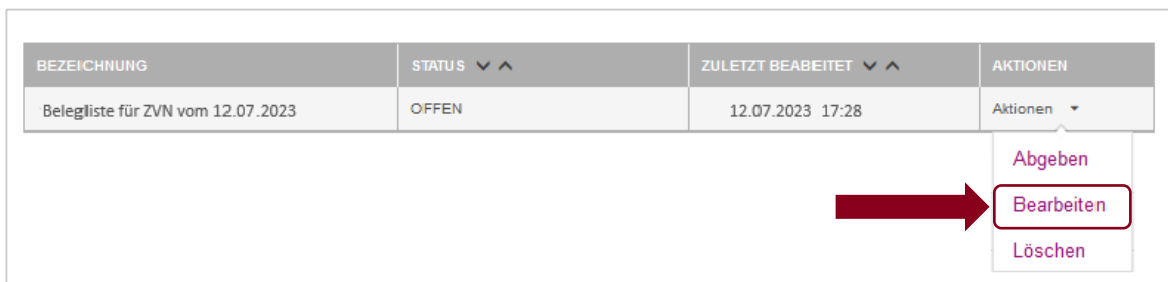 BEZEICHNUNG STATUS ZULETZT BEABEITET AKTIONEN
Belegliste für ZVN vom 12.07.2023 OFFEN 12.07.2023 17:28 Aktionen
Abgeben
Bearbeiten
Löschen